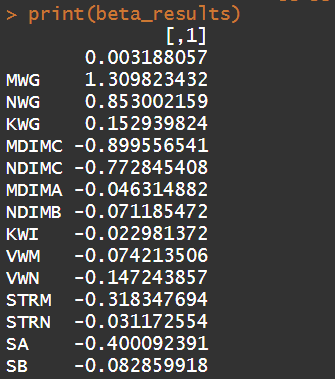 > print(beta_results)
[,1]
0.003188057
MWG 1.309823432
NWG 0.853002159
KWG 0.152939824
MDIMC -0.899556541
NDIMC -0.772845408
MDIMA -0.046314882
NDIMB -0.071185472
KWI -0.022981372
VWM -0.074213506
VWN -0.147243857
STRM -0.318347694
STRN -0.031172554
SA -0.400092391
SB -0.082859918